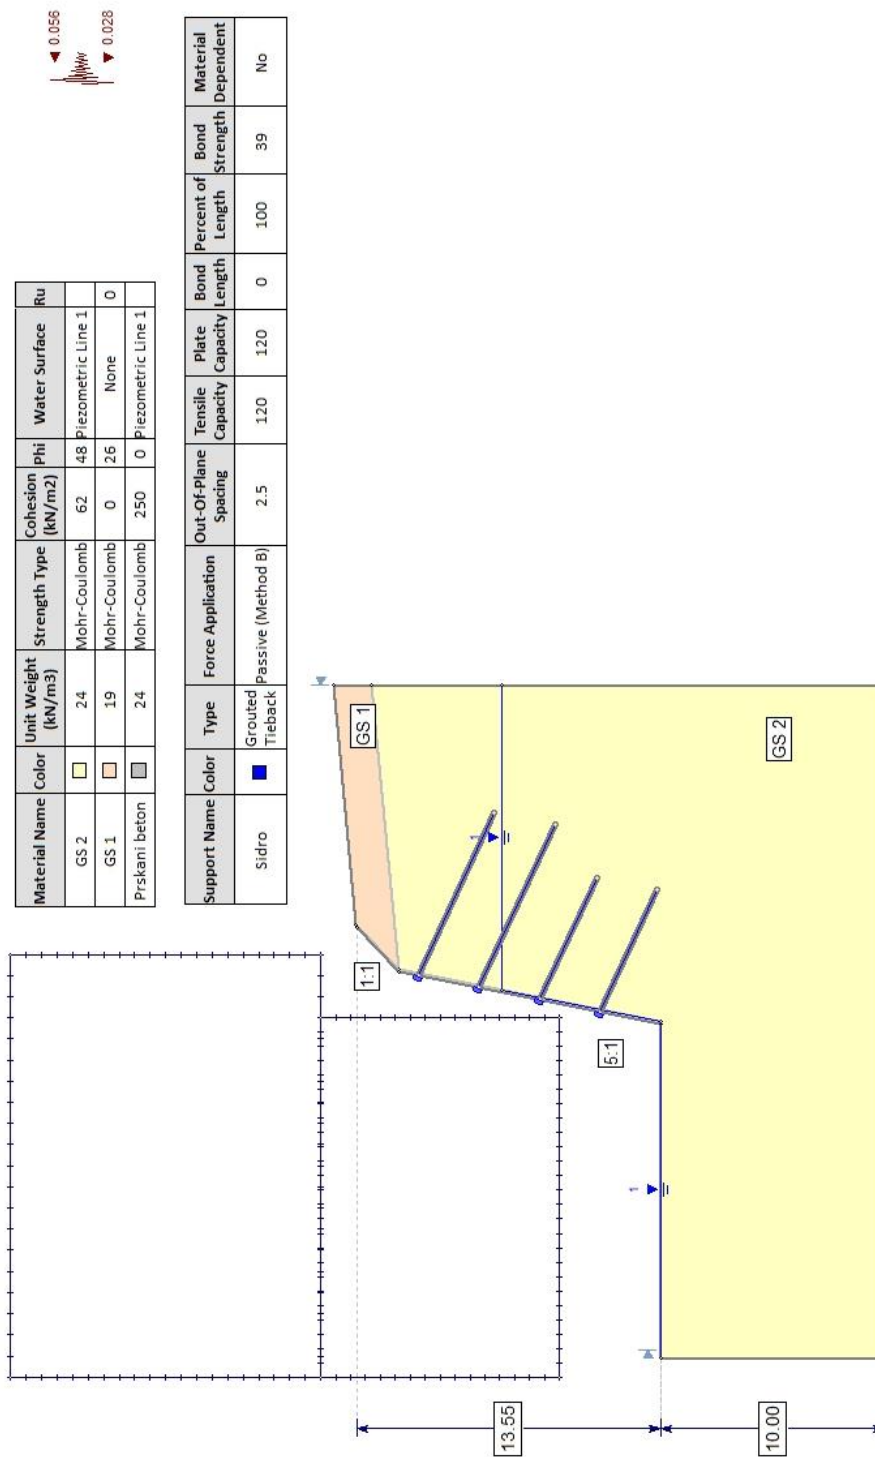 ◄ 0.056
▼ 0.028
Material Name Color Unit Weight (kN/m3) Strength Type Cohesion (kN/m2) Phi Water Surface Ru
GS 2 24 Mohr-Coulomb 62 48 Piezometric Line 1
GS 1 19 Mohr-Coulomb 0 26 None 0
Prskani beton 24 Mohr-Coulomb 250 0 Piezometric Line 1
Support Name Color Type Force Application Out-Of-Plane Spacing Tensile Capacity Plate Capacity Bond Length Percent of Length Bond Strength Material Dependent
Sidro Grouted Tieback Passive (Method B) 2.5 120 120 0 100 39 No
1:1
GS 1
1
5:1
1
GS 2
13.55
10.00